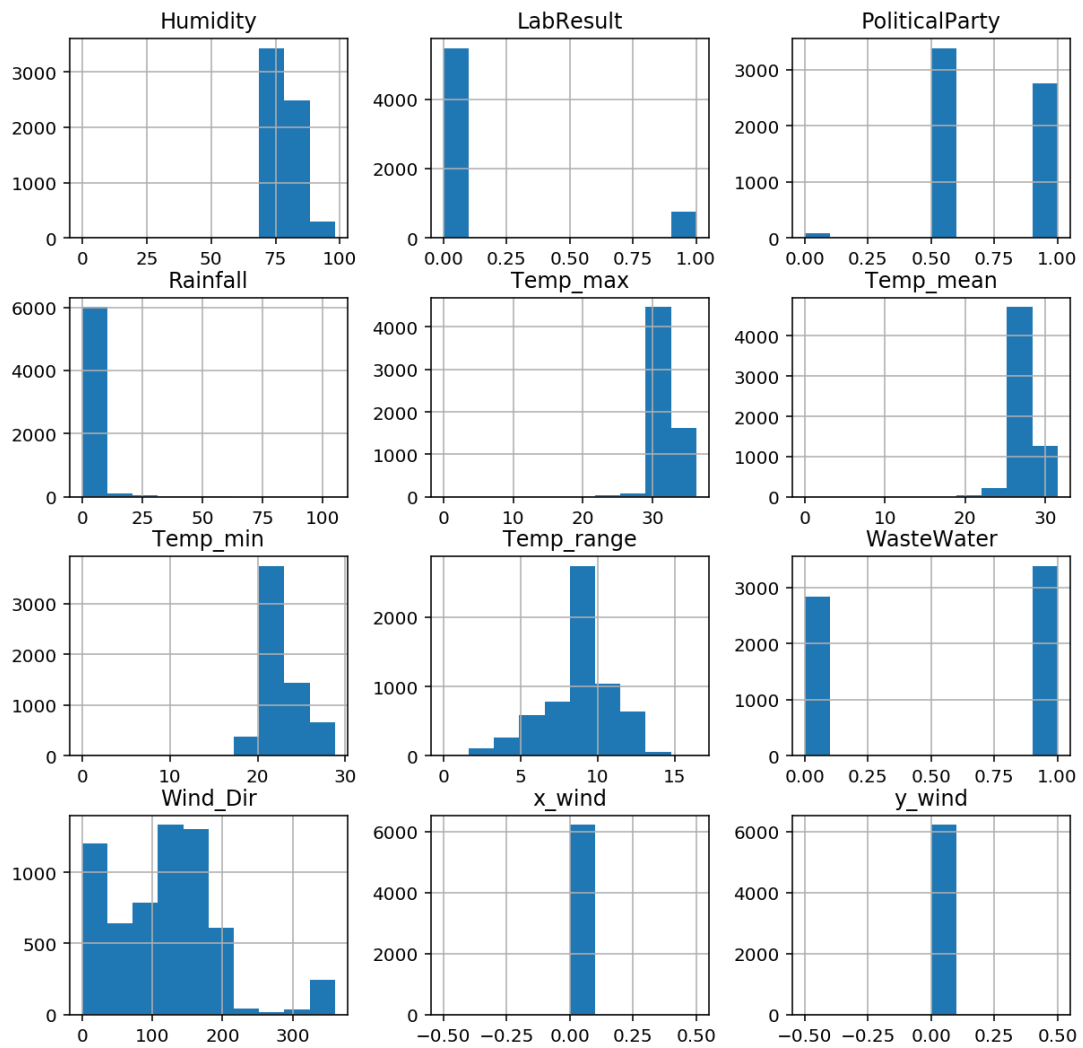 Humidity LabResult PoliticalParty
3000 4000 3000
2000 2000 2000
1000 0 1000
0 0
0 25 50 75 100 0.00 0.25 0.50 0.75 1.00 0.00 0.25 0.50 0.75 1.00
Rainfall Temp_max Temp_mean
6000 4000 4000
4000 3000 3000
2000 2000 2000
0 1000 1000
0 0
0 25 50 75 100 0 10 20 30 0 10 20 30
Temp_min Temp_range WasteWater
3000 2000 3000
2000 1000 2000
1000 0 1000
0 0
0 10 20 30 0 5 10 15 0.00 0.25 0.50 0.75 1.00
Wind_Dir x_wind y_wind
1000 6000 6000
500 4000 4000
0 2000 2000
0 0
0 100 200 300 −0.50 −0.25 0.00 0.25 0.50 −0.50 −0.25 0.00 0.25 0.50